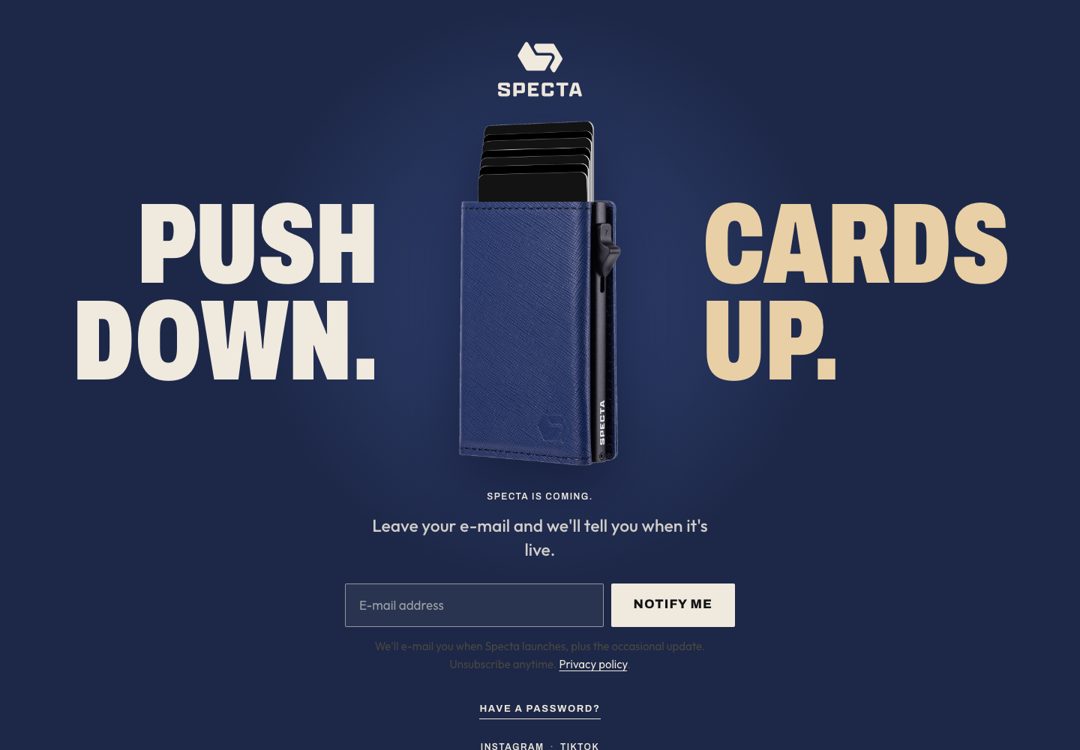 SPECTA
PUSH
DOWN.
CARDS
UP.
SPECTA
SPECTA IS COMING.
Leave your e-mail and we'll tell you when it's
live.
E-mail address
NOTIFY ME
We'll e-mail you when Specta launches, plus the occasional update.
Unsubscribe anytime. Privacy policy
HAVE A PASSWORD?
INSTAGRAM · TIKTOK